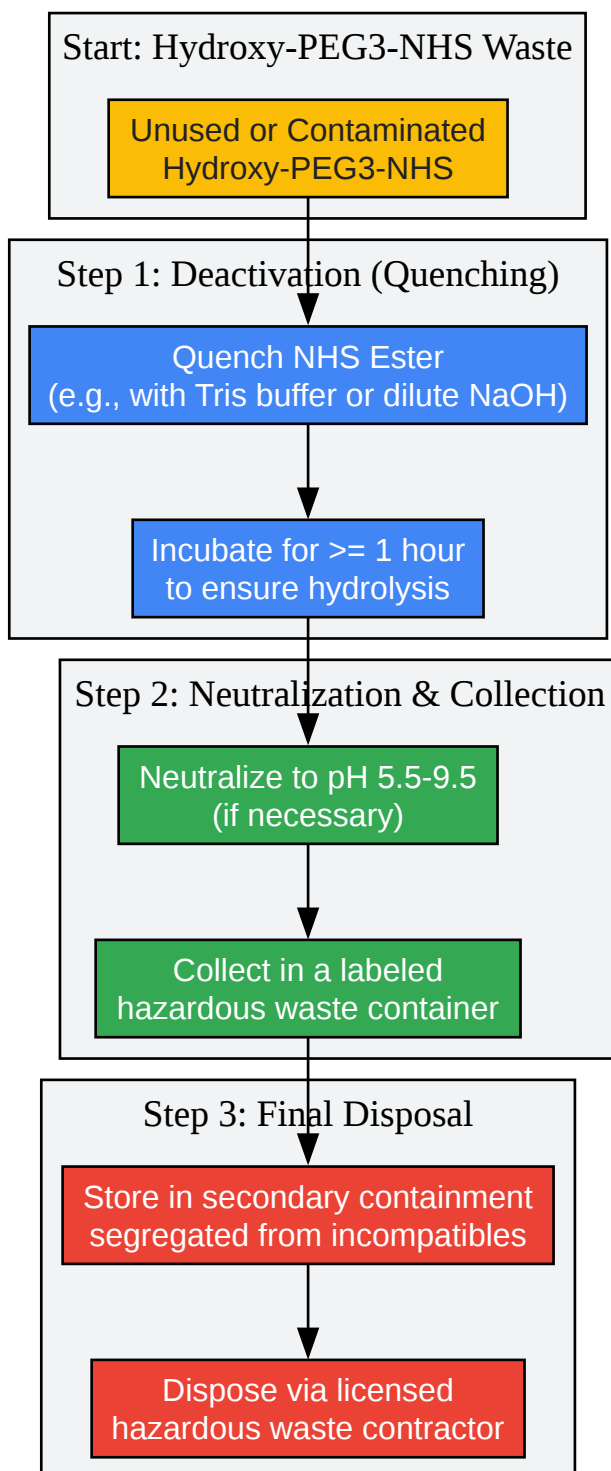 Start: Hydroxy-PEG3-NHS Waste
Unused or Contaminated
Hydroxy-PEG3-NHS
Step 1: Deactivation (Quenching)
Quench NHS Ester
(e.g., with Tris buffer or dilute NaOH)
Incubate for >= 1 hour
to ensure hydrolysis
Step 2: Neutralization & Collection
Neutralize to pH 5.5-9.5
(if necessary)
Collect in a labeled
hazardous waste container
Step 3: Final Disposal
Store in secondary containment
segregated from incompatibles
Dispose via licensed
hazardous waste contractor